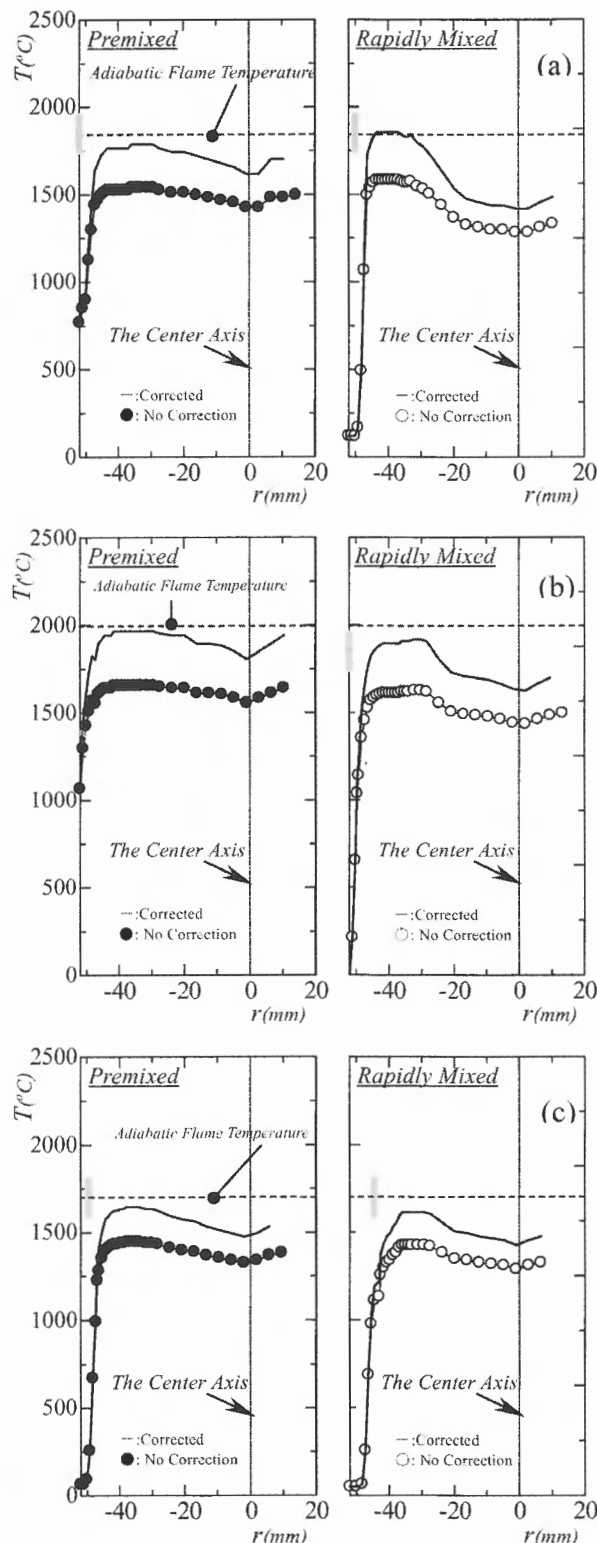 Premixed
Rapidly Mixed
(a)
T(°C)
2500
2000
1500
1000
500
0
Adiabatic Flame Temperature
The Center Axis
—:Corrected
●: No Correction
The Center Axis
—:Corrected
○: No Correction
-40
-20
0
20
r(mm)
-40
-20
0
20
r(mm)
Premixed
Rapidly Mixed
(b)
T(°C)
2500
2000
1500
1000
500
0
Adiabatic Flame Temperature
The Center Axis
—:Corrected
●: No Correction
The Center Axis
—:Corrected
○: No Correction
-40
-20
0
20
r(mm)
-40
-20
0
20
r(mm)
Premixed
Rapidly Mixed
(c)
T(°C)
2500
2000
1500
1000
500
0
Adiabatic Flame Temperature
The Center Axis
—:Corrected
●: No Correction
The Center Axis
—:Corrected
○: No Correction
-40
-20
0
20
r(mm)
-40
-20
0
20
r(mm)